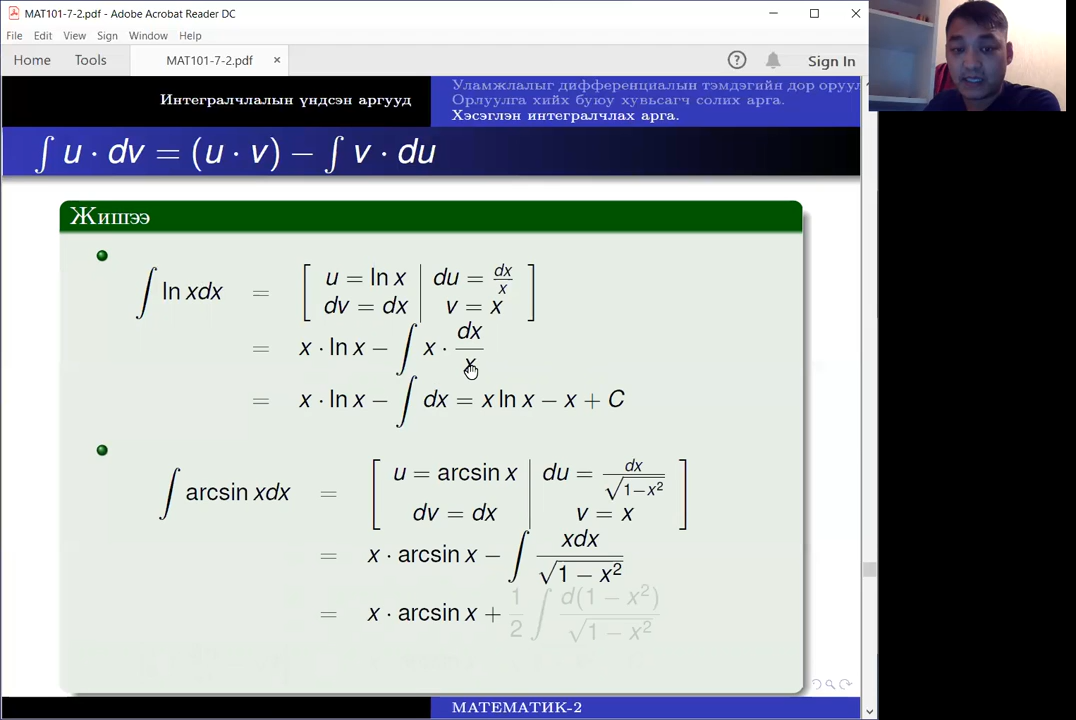 MAT101-7-2.pdf - Adobe Acrobat Reader DC
File Edit View Sign Window Help
Home Tools MAT101-7-2.pdf × ? Sign In
Интегралчлалын үндсэн аргууд
Уламжлалыг дифференциалын тэмдэгийн дор оруул
Орлуулга хийх буюу хувьсагч солих арга.
Хэсэглэн интегралчлах арга.
∫ u · dv = (u · v) − ∫ v · du
Жишээ
∫ ln xdx = [ u = ln x | du = dx/x
dv = dx | v = x ]
= x · ln x − ∫ x · dx/x
= x · ln x − ∫ dx = x ln x − x + C
∫ arcsin xdx = [ u = arcsin x | du = dx/√(1−x²)
dv = dx | v = x ]
= x · arcsin x − ∫ xdx/√(1 − x²)
= x · arcsin x + 1/2 ∫ d(1 − x²)/√(1 − x²)
МАТЕМАТИК-2